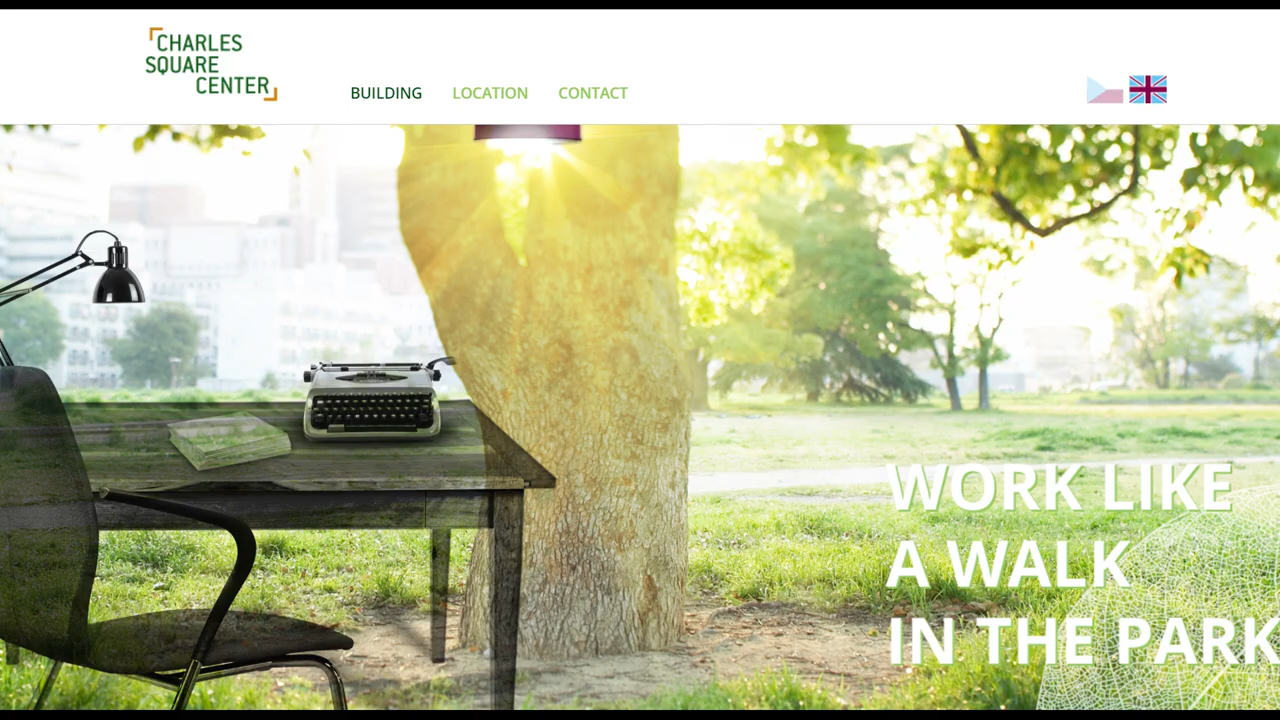 CHARLES
SQUARE
CENTER
BUILDING LOCATION CONTACT
WORK LIKE
A WALK
IN THE PARK